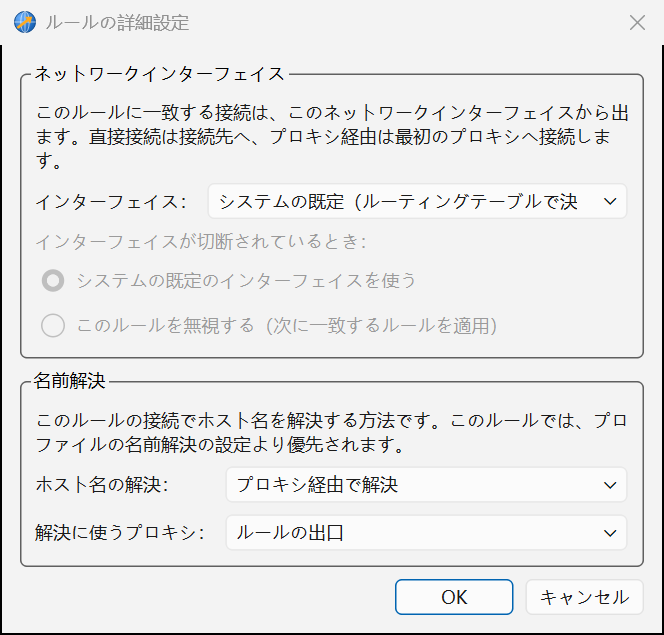 ルールの詳細設定
ネットワークインターフェイス
このルールに一致する接続は、このネットワークインターフェイスから出
ます。直接接続は接続先へ、プロキシ経由は最初のプロキシへ接続しま
す。
インターフェイス: システムの既定（ルーティングテーブルで決
インターフェイスが切断されているとき:
システムの既定のインターフェイスを使う
このルールを無視する（次に一致するルールを適用）
名前解決
このルールの接続でホスト名を解決する方法です。このルールでは、プロ
ファイルの名前解決の設定より優先されます。
ホスト名の解決: プロキシ経由で解決
解決に使うプロキシ: ルールの出口
OK キャンセル